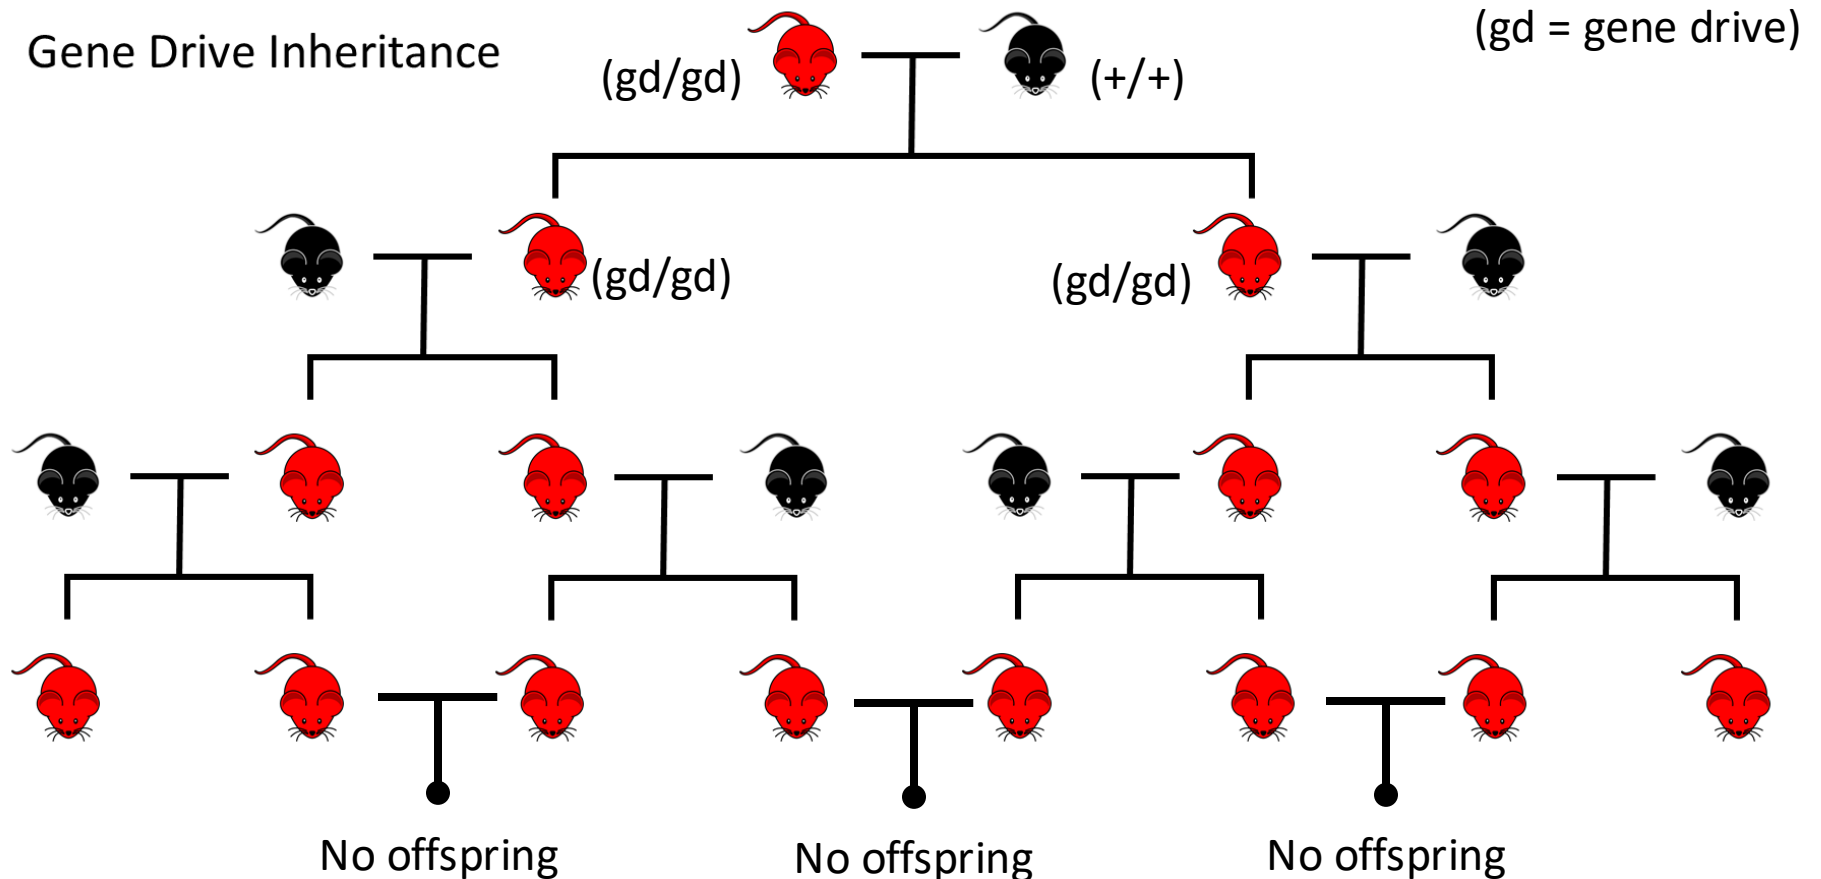 Gene Drive Inheritance
(gd = gene drive)
(gd/gd)
(+/+)
(gd/gd)
(gd/gd)
No offspring
No offspring
No offspring